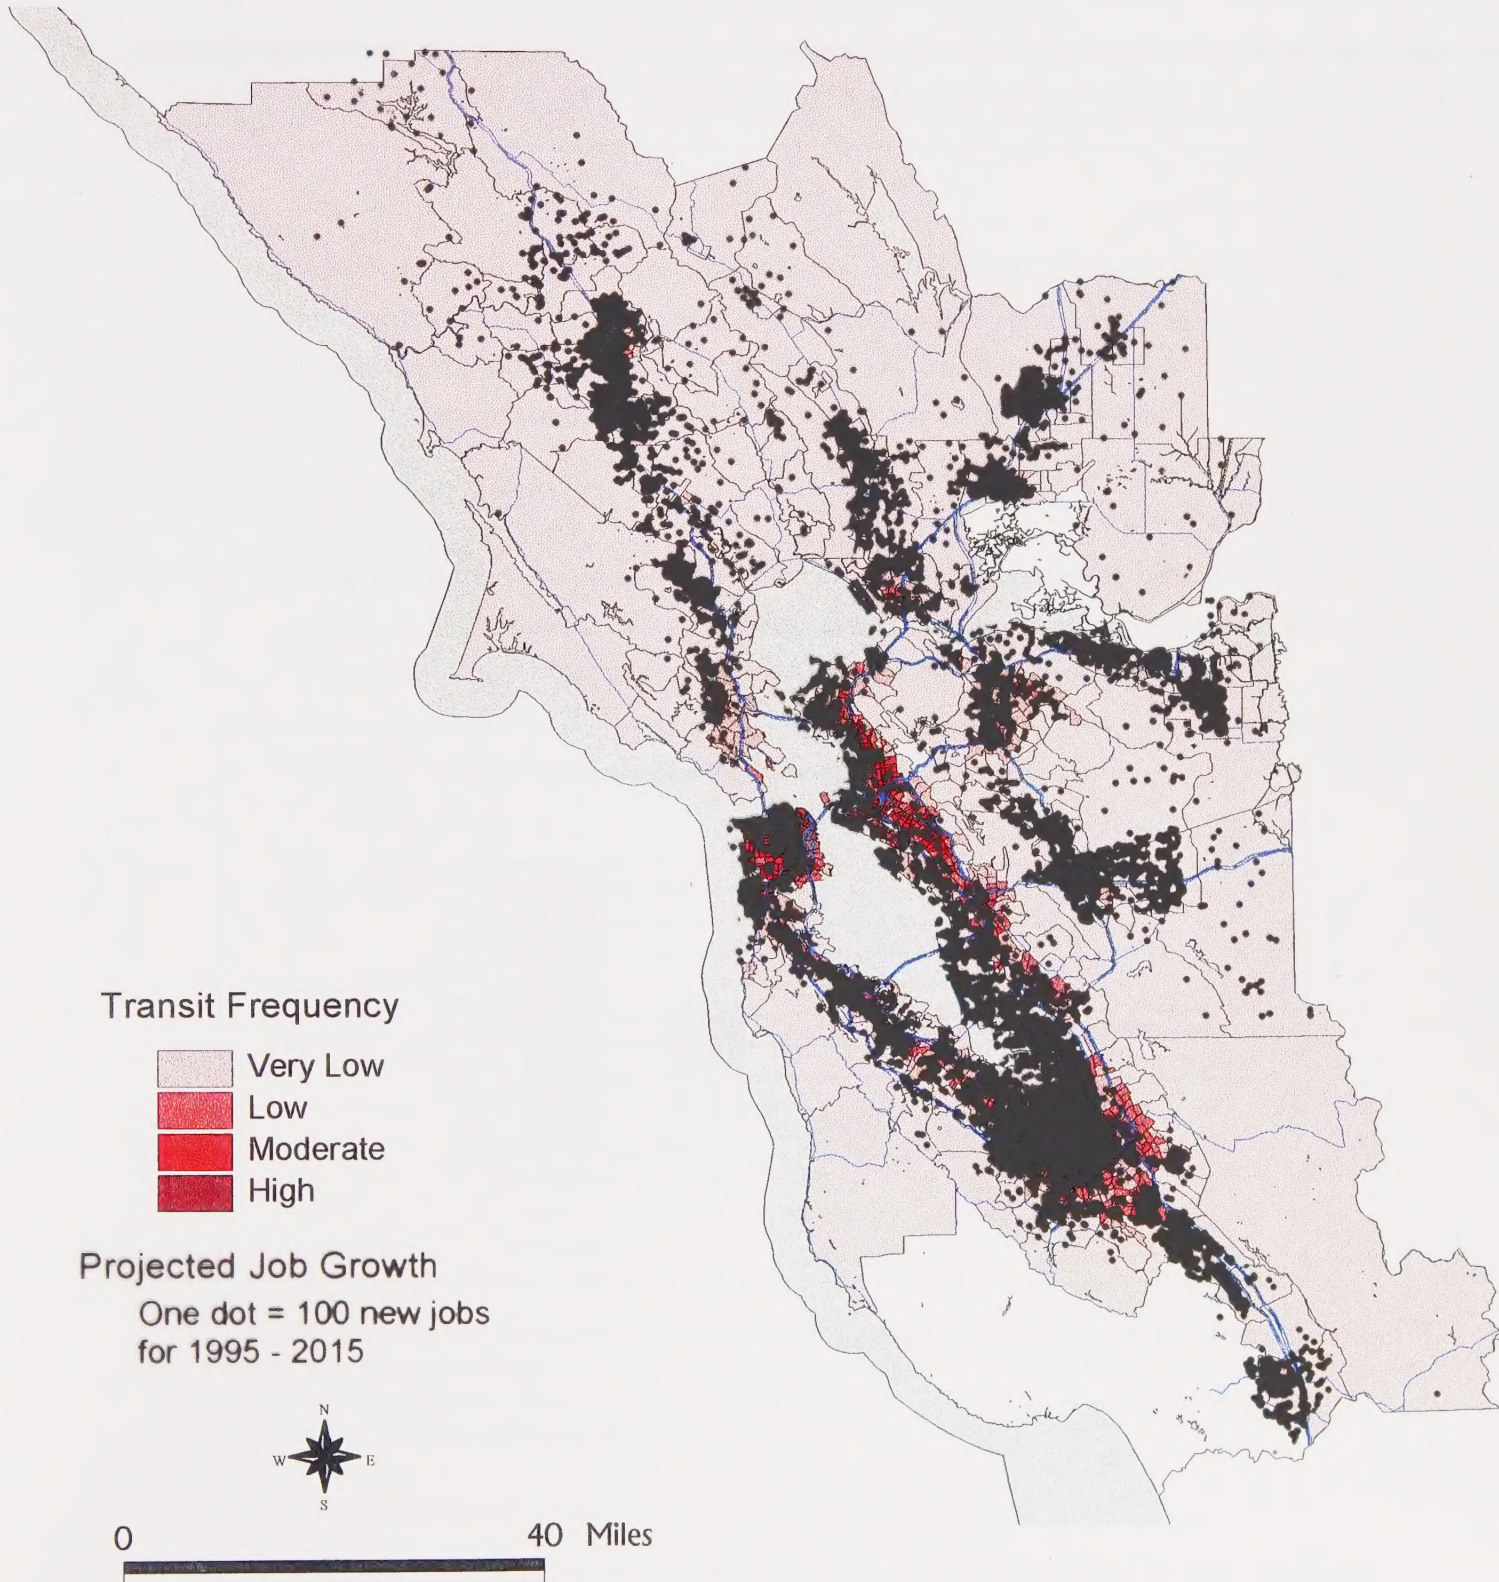 Transit Frequency
Very Low
Low
Moderate
High
Projected Job Growth
One dot = 100 new jobs
for 1995 - 2015
N
W E
S
0 40 Miles